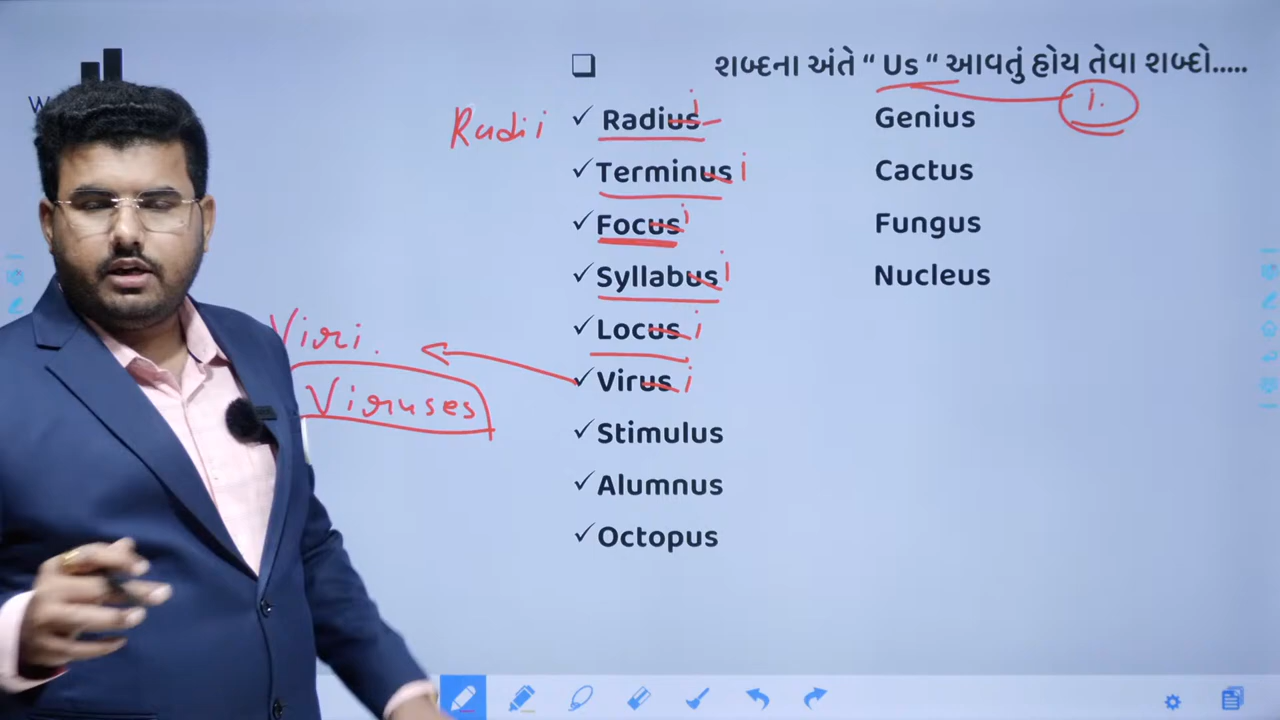 શબ્દના અંતે “ Us “ આવતું હોય તેવા શબ્દો.....
i.
Radii
Radius i
Genius
Terminus i
Cactus
Focus i
Fungus
Syllabus i
Nucleus
Locus i
Viri.
Virus i
Viruses
Stimulus
Alumnus
Octopus